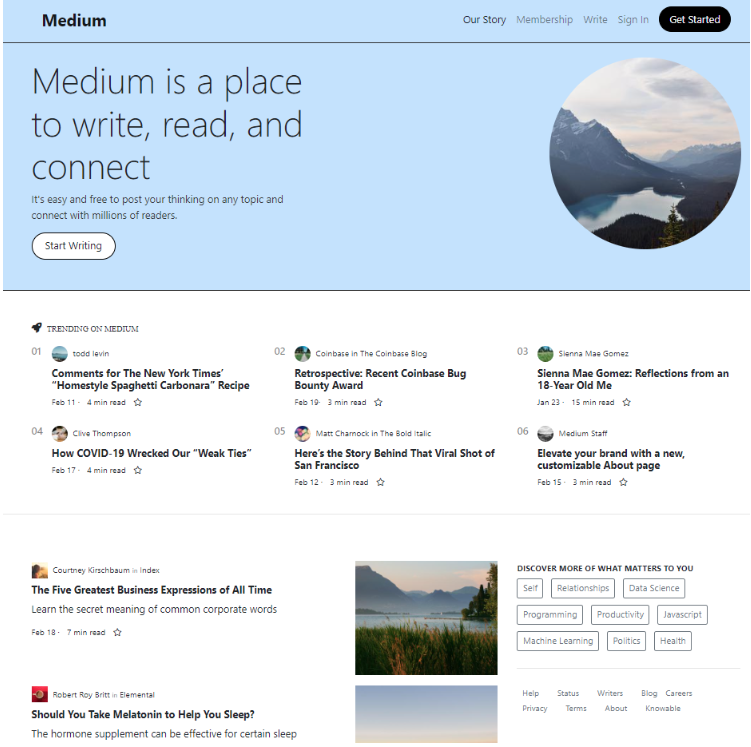 Medium
Our Story Membership Write Sign In Get Started
Medium is a place
to write, read, and
connect
It's easy and free to post your thinking on any topic and
connect with millions of readers.
Start Writing
TRENDING ON MEDIUM
01 todd levin
Comments for The New York Times'
“Homestyle Spaghetti Carbonara” Recipe
Feb 11 · 4 min read
02 Coinbase in The Coinbase Blog
Retrospective: Recent Coinbase Bug
Bounty Award
Feb 19· 3 min read
03 Sienna Mae Gomez
Sienna Mae Gomez: Reflections from an
18-Year Old Me
Jan 23 · 15 min read
04 Clive Thompson
How COVID-19 Wrecked Our “Weak Ties”
Feb 17 · 4 min read
05 Matt Charnock in The Bold Italic
Here's the Story Behind That Viral Shot of
San Francisco
Feb 12 · 3 min read
06 Medium Staff
Elevate your brand with a new,
customizable About page
Feb 15 · 3 min read
Courtney Kirschbaum in Index
The Five Greatest Business Expressions of All Time
Learn the secret meaning of common corporate words
Feb 18 · 7 min read
Robert Roy Britt in Elemental
Should You Take Melatonin to Help You Sleep?
The hormone supplement can be effective for certain sleep
DISCOVER MORE OF WHAT MATTERS TO YOU
Self Relationships Data Science
Programming Productivity Javascript
Machine Learning Politics Health
Help Status Writers Blog Careers
Privacy Terms About Knowable